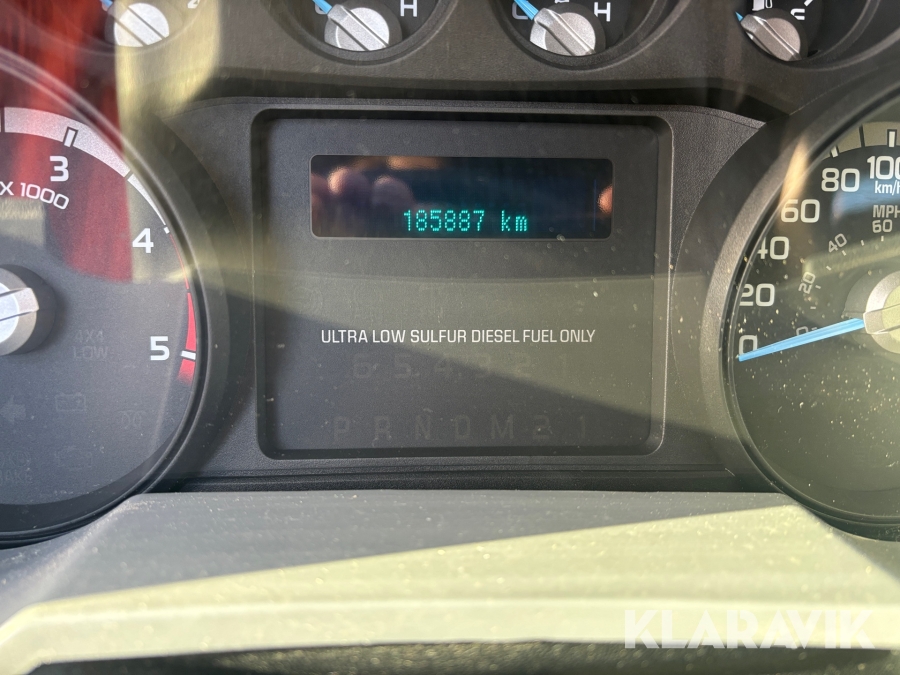 H
C H
E
3
X 1000
4
5
4X4
LOW
185887 km
ULTRA LOW SULFUR DIESEL FUEL ONLY
6 5 4 3 2 1
P R N D M 2 1
100
km/h
80
MPH
60
60
40
40
20
20
0
KLARAVIK